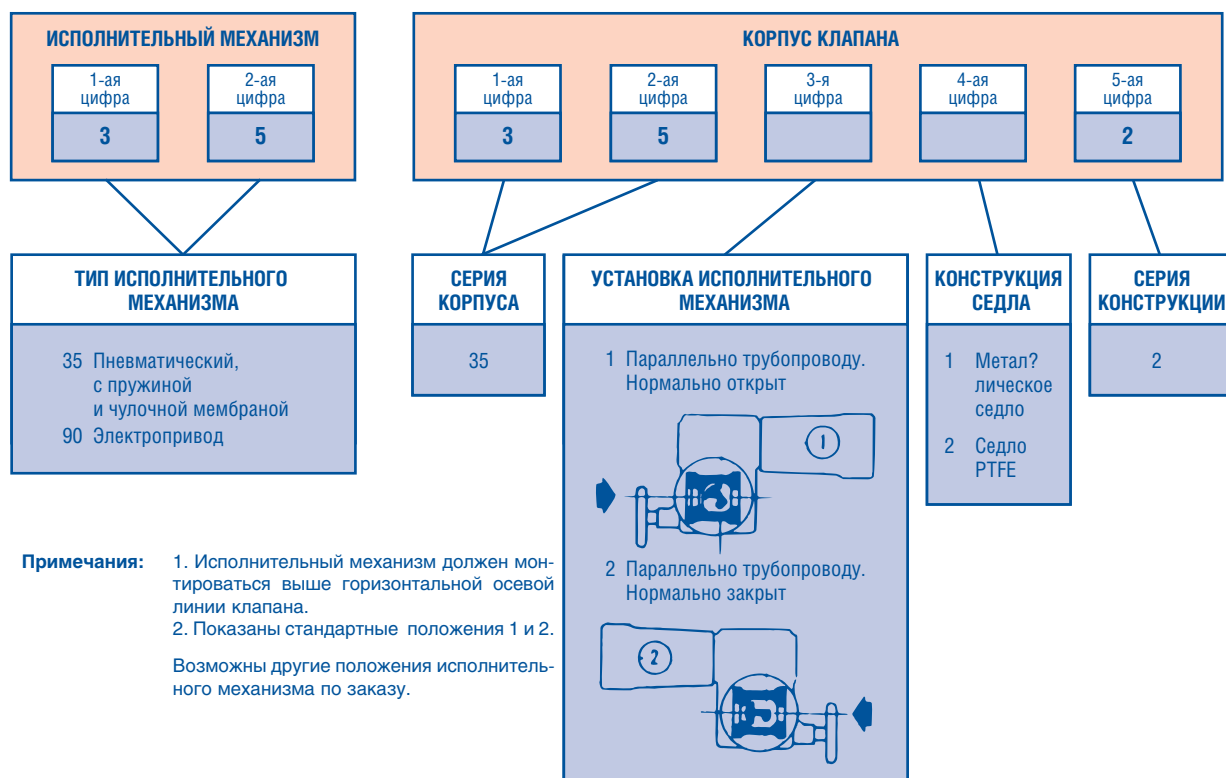 ИСПОЛНИТЕЛЬНЫЙ МЕХАНИЗМ
1-ая
цифра
3
2-ая
цифра
5
КОРПУС КЛАПАНА
1-ая
цифра
3
2-ая
цифра
5
3-я
цифра
4-ая
цифра
5-ая
цифра
2
ТИП ИСПОЛНИТЕЛЬНОГО
МЕХАНИЗМА
35 Пневматический,
с пружиной
и чулочной мембраной
90 Электропривод
СЕРИЯ
КОРПУСА
35
УСТАНОВКА ИСПОЛНИТЕЛЬНОГО
МЕХАНИЗМА
1 Параллельно трубопроводу.
Нормально открыт
1
2 Параллельно трубопроводу.
Нормально закрыт
2
КОНСТРУКЦИЯ
СЕДЛА
1 Метал?
лическое
седло
2 Седло
PTFE
СЕРИЯ
КОНСТРУКЦИИ
2
Примечания: 1. Исполнительный механизм должен мон-
тироваться выше горизонтальной осевой
линии клапана.
2. Показаны стандартные положения 1 и 2.
Возможны другие положения исполнитель-
ного механизма по заказу.